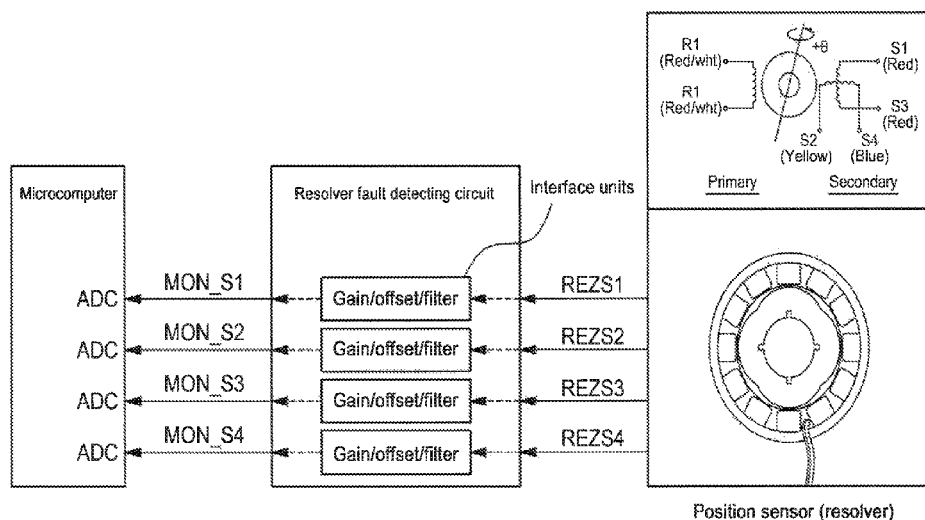 R1
(Red/wht)
R1
(Red/wht)
+θ
S1
(Red)
S3
(Red)
S2
(Yellow)
S4
(Blue)
Primary
Secondary
Microcomputer
Resolver fault detecting circuit
Interface units
ADC
MON_S1
Gain/offset/filter
REZS1
ADC
MON_S2
Gain/offset/filter
REZS2
ADC
MON_S3
Gain/offset/filter
REZS3
ADC
MON_S4
Gain/offset/filter
REZS4
Position sensor (resolver)